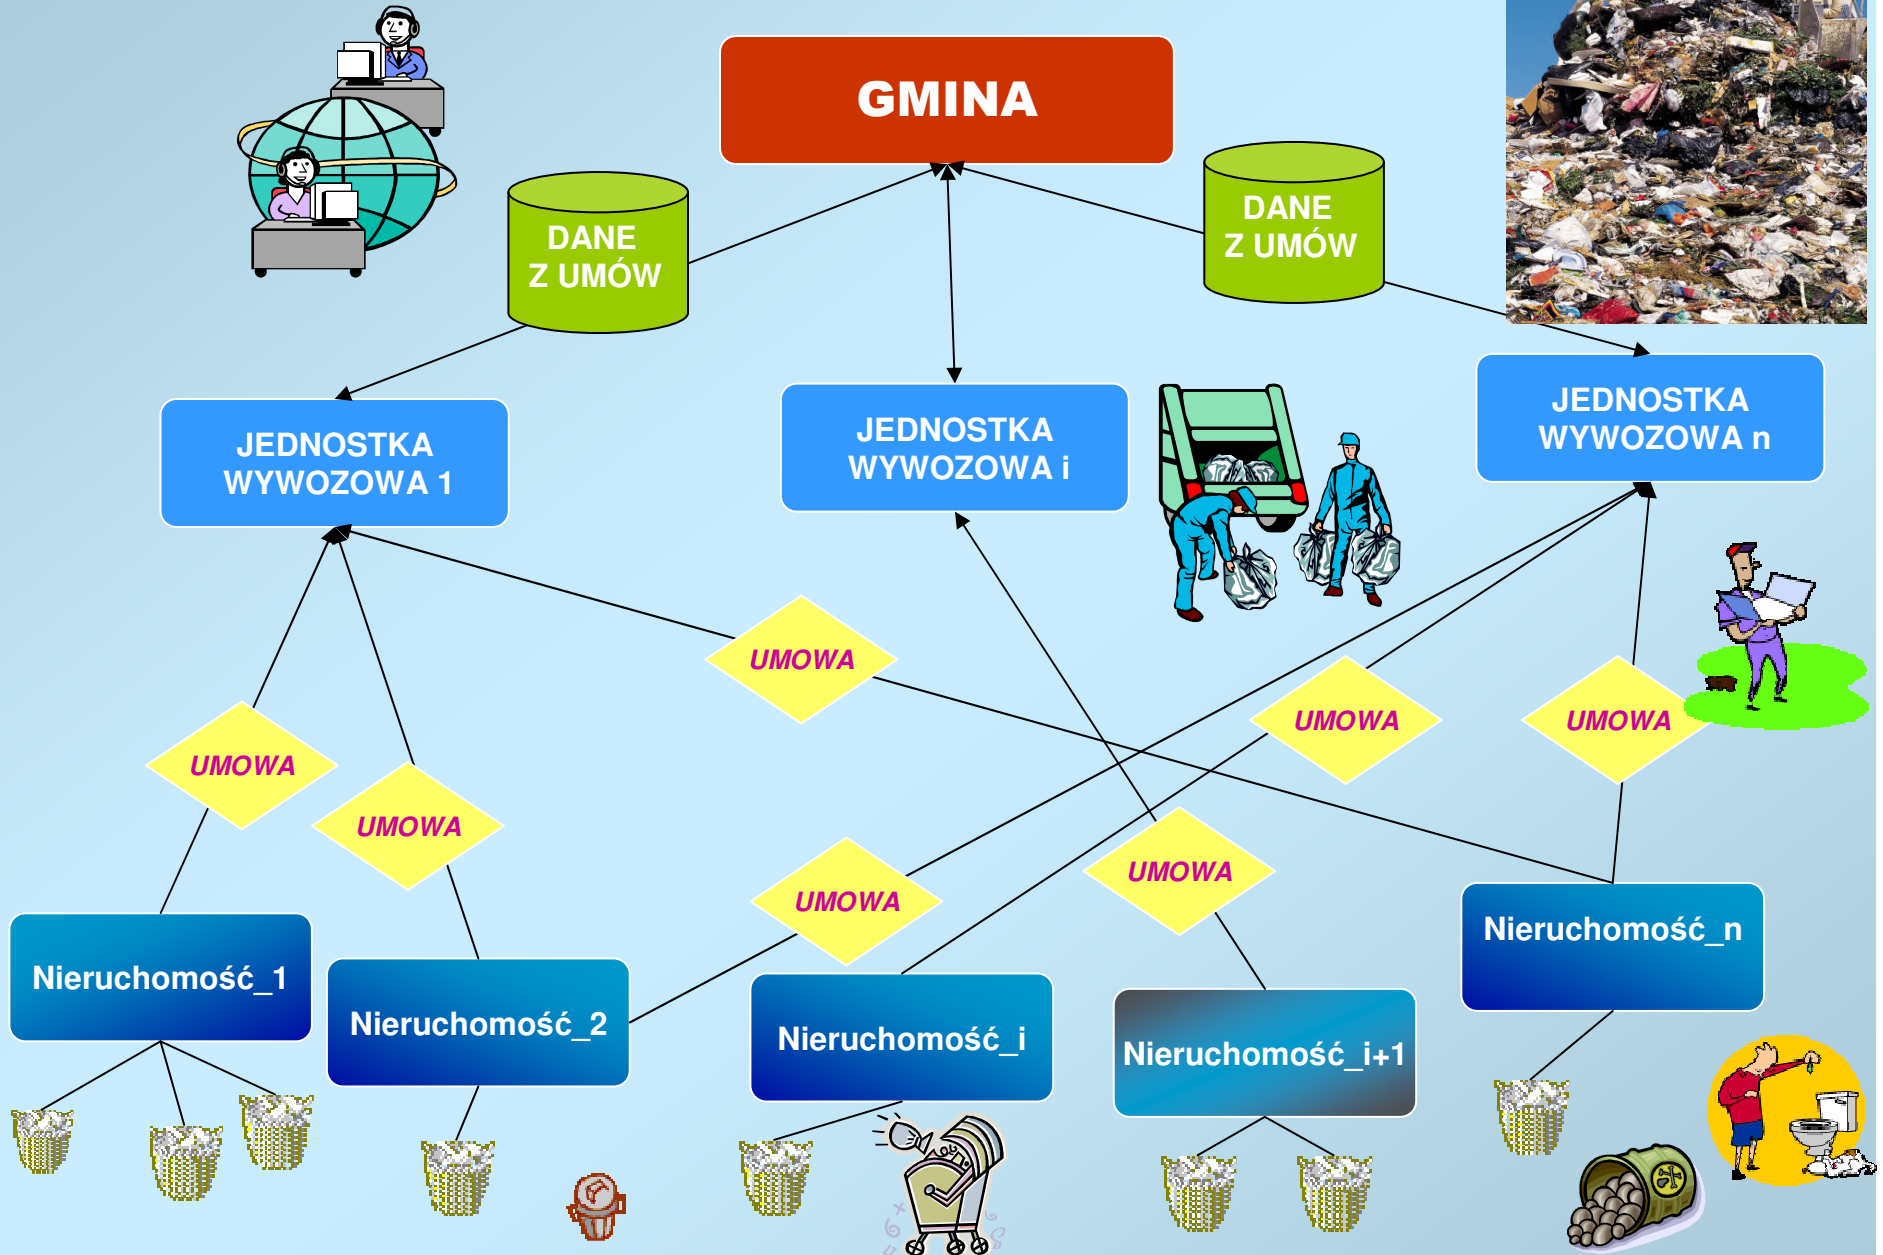 GMINA
DANE
Z UMÓW
DANE
Z UMÓW
JEDNOSTKA
WYWOZOWA 1
JEDNOSTKA
WYWOZOWA i
JEDNOSTKA
WYWOZOWA n
UMOWA
UMOWA
UMOWA
UMOWA
UMOWA
UMOWA
UMOWA
UMOWA
Nieruchomość_1
Nieruchomość_2
Nieruchomość_i
Nieruchomość_i+1
Nieruchomość_n